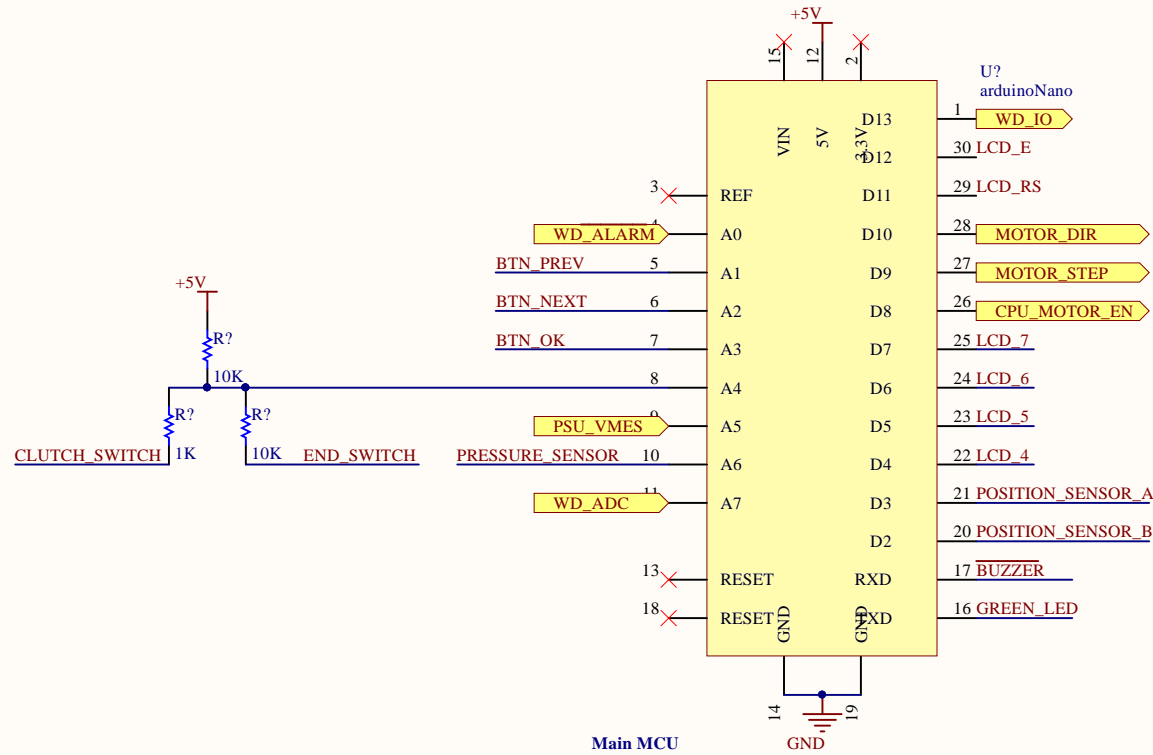 +5V
15
12
2
U?
arduinoNano
VIN
5V
3.3V
D13
1
WD_IO
D12
30
LCD_E
3
REF
D11
29
LCD_RS
WD_ALARM
4
A0
D10
28
MOTOR_DIR
BTN_PREV
5
A1
D9
27
MOTOR_STEP
+5V
BTN_NEXT
6
A2
D8
26
CPU_MOTOR_EN
R?
10K
BTN_OK
7
A3
D7
25
LCD_7
8
A4
D6
24
LCD_6
R?
1K
R?
10K
PSU_VMES
9
A5
D5
23
LCD_5
CLUTCH_SWITCH
END_SWITCH
PRESSURE_SENSOR
10
A6
D4
22
LCD_4
WD_ADC
11
A7
D3
21
POSITION_SENSOR_A
D2
20
POSITION_SENSOR_B
13
RESET
RXD
17
BUZZER
18
RESET
TXD
16
GREEN_LED
GND
GND
14
19
GND
Main MCU